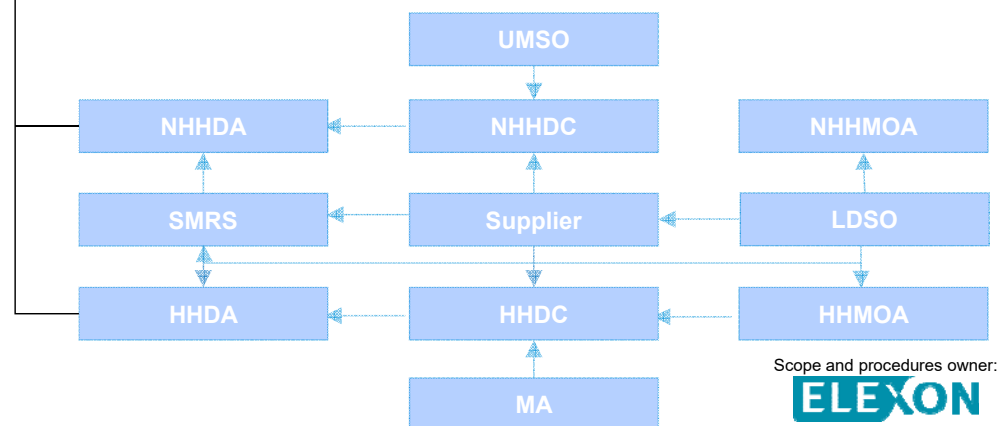 UMSO
NHHDA
NHHDC
NHHMOA
SMRS
Supplier
LDSO
HHDA
HHDC
HHMOA
MA
Scope and procedures owner:
ELEXON